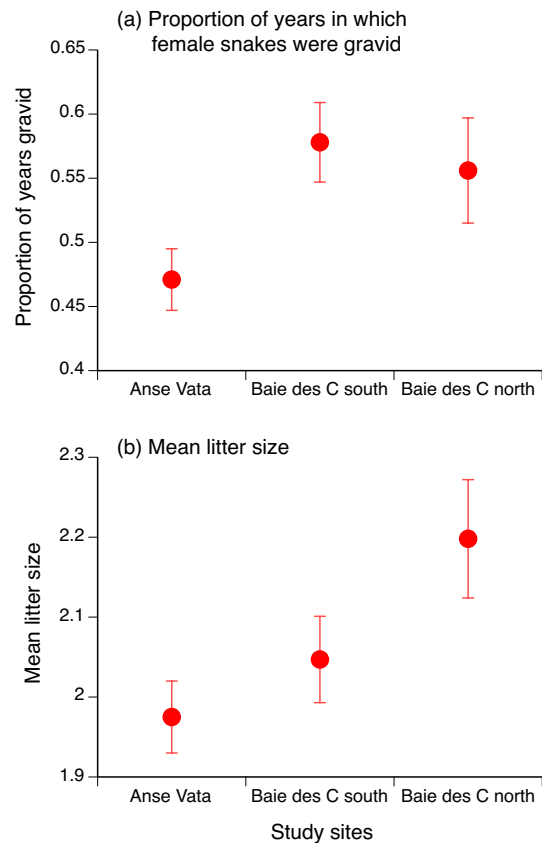 (a) Proportion of years in which
female snakes were gravid
0.65
0.6
0.55
0.5
0.45
0.4
Proportion of years gravid
Anse Vata
Baie des C south
Baie des C north
(b) Mean litter size
2.3
2.2
2.1
2
1.9
Mean litter size
Anse Vata
Baie des C south
Baie des C north
Study sites